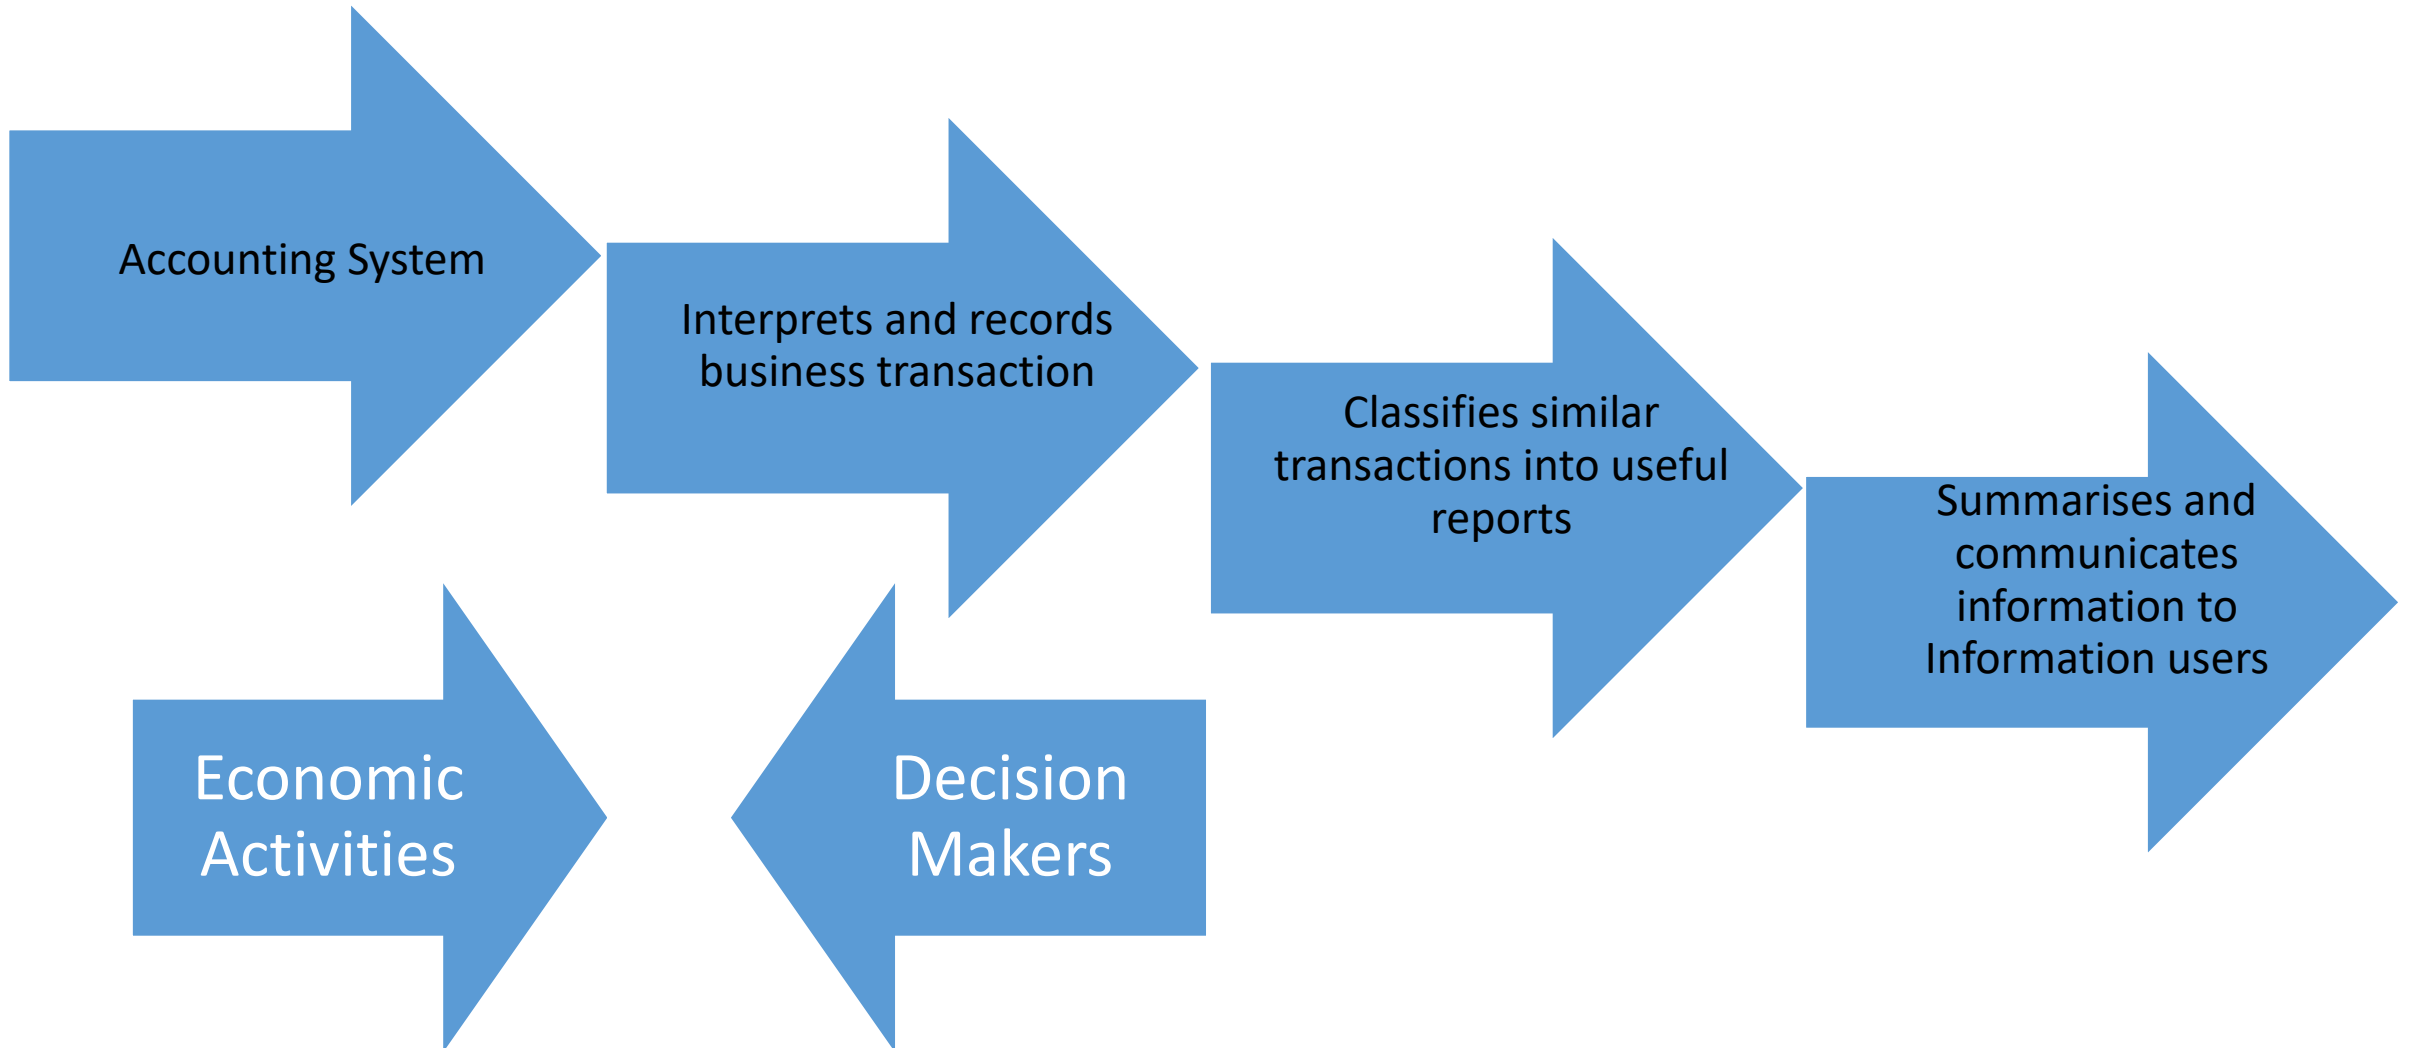 Accounting System
Interprets and records
business transaction
Classifies similar
transactions into useful
reports
Summarises and
communicates
information to
Information users
Economic
Activities
Decision
Makers